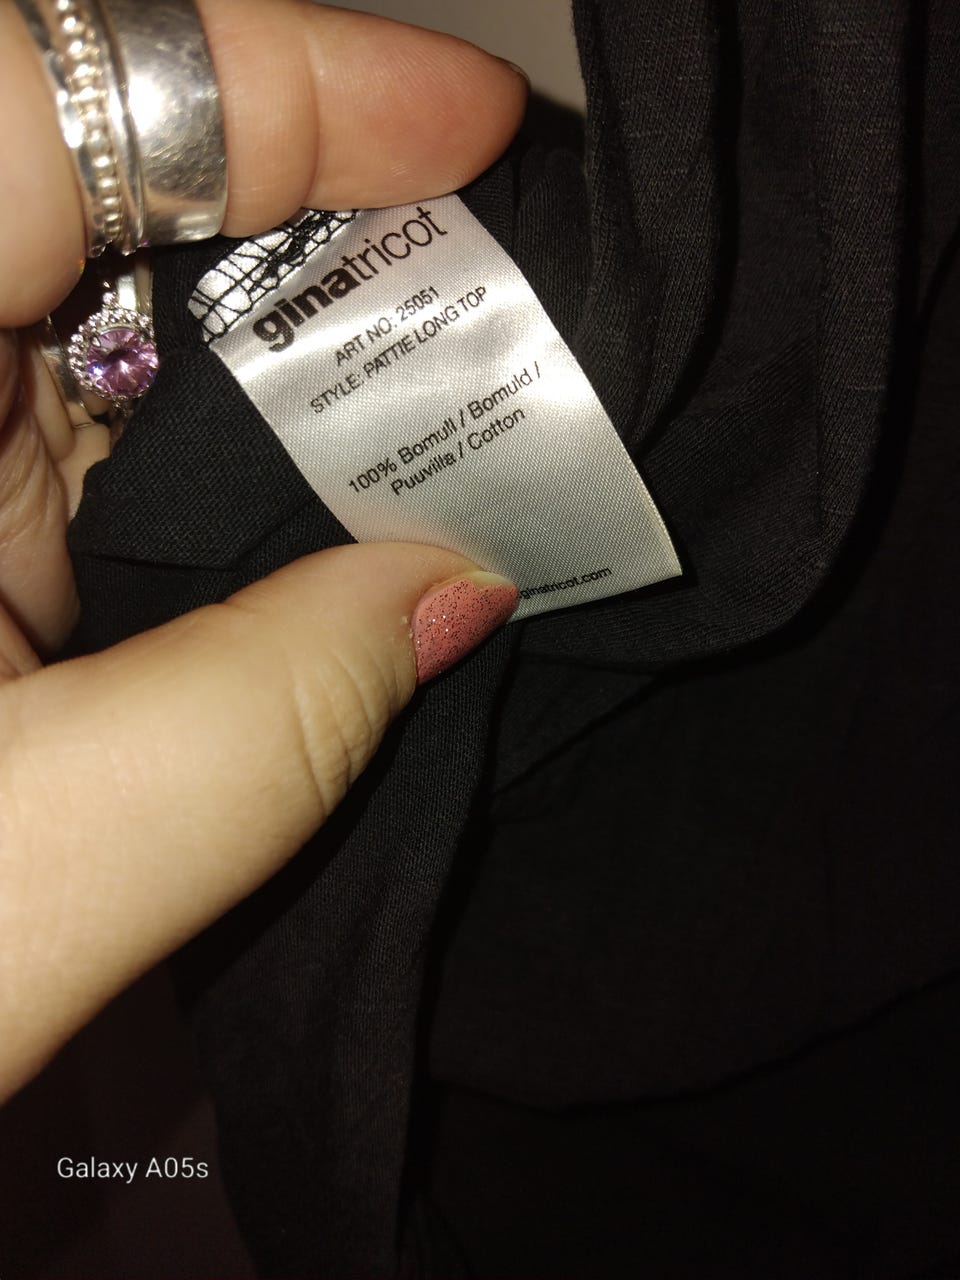 ginatricot
ART NO: 25051
STYLE: PATTIE LONG TOP
100% Bomull / Bomuld /
Puuvilla / Cotton
ginatricot.com
Galaxy A05s